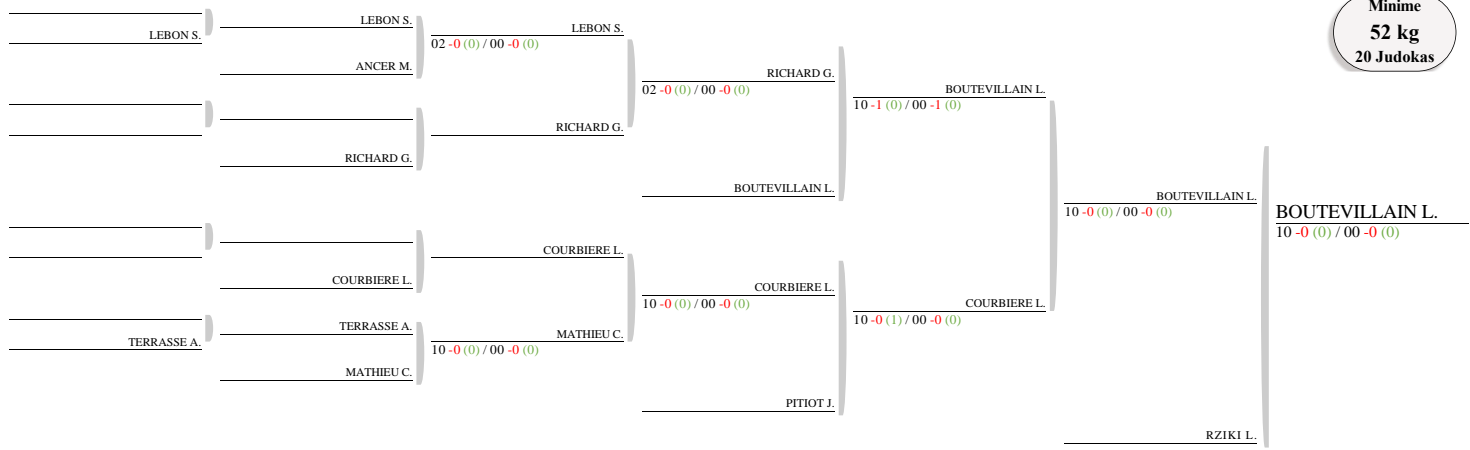 Minime
52 kg
20 Judokas
LEBON S.
LEBON S.
ANCER M.
LEBON S.
02 -0 (0) / 00 -0 (0)
RICHARD G.
RICHARD G.
02 -0 (0) / 00 -0 (0)
RICHARD G.
BOUTEVILLAIN L.
BOUTEVILLAIN L.
10 -1 (0) / 00 -1 (0)
COURBIERE L.
COURBIERE L.
TERRASSE A.
TERRASSE A.
MATHIEU C.
MATHIEU C.
10 -0 (0) / 00 -0 (0)
COURBIERE L.
10 -0 (0) / 00 -0 (0)
PITIOT J.
COURBIERE L.
10 -0 (1) / 00 -0 (0)
BOUTEVILLAIN L.
10 -0 (0) / 00 -0 (0)
RZIKI L.
BOUTEVILLAIN L.
10 -0 (0) / 00 -0 (0)